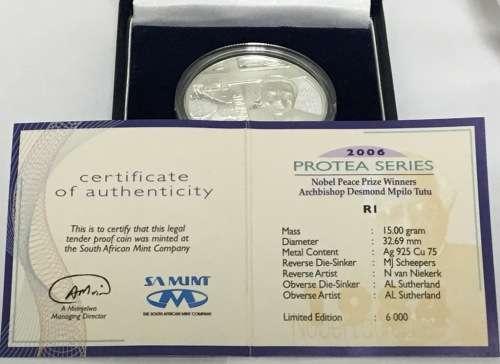 certificate
of authenticity
This is to certify that this legal
tender proof coin was minted at
the South African Mint Company
A Mvinjelwa
Managing Director
SA MINT
THE SOUTH AFRICAN MINT COMPANY
2006
PROTEA SERIES
Nobel Peace Prize Winners
Archbishop Desmond Mpilo Tutu
R1
Mass : 15.00 gram
Diameter : 32.69 mm
Metal Content : Ag 925 Cu 75
Reverse Die-Sinker : MJ Scheepers
Reverse Artist : N van Niekerk
Obverse Die-Sinker : AL Sutherland
Obverse Artist : AL Sutherland
Limited Edition : 6 000